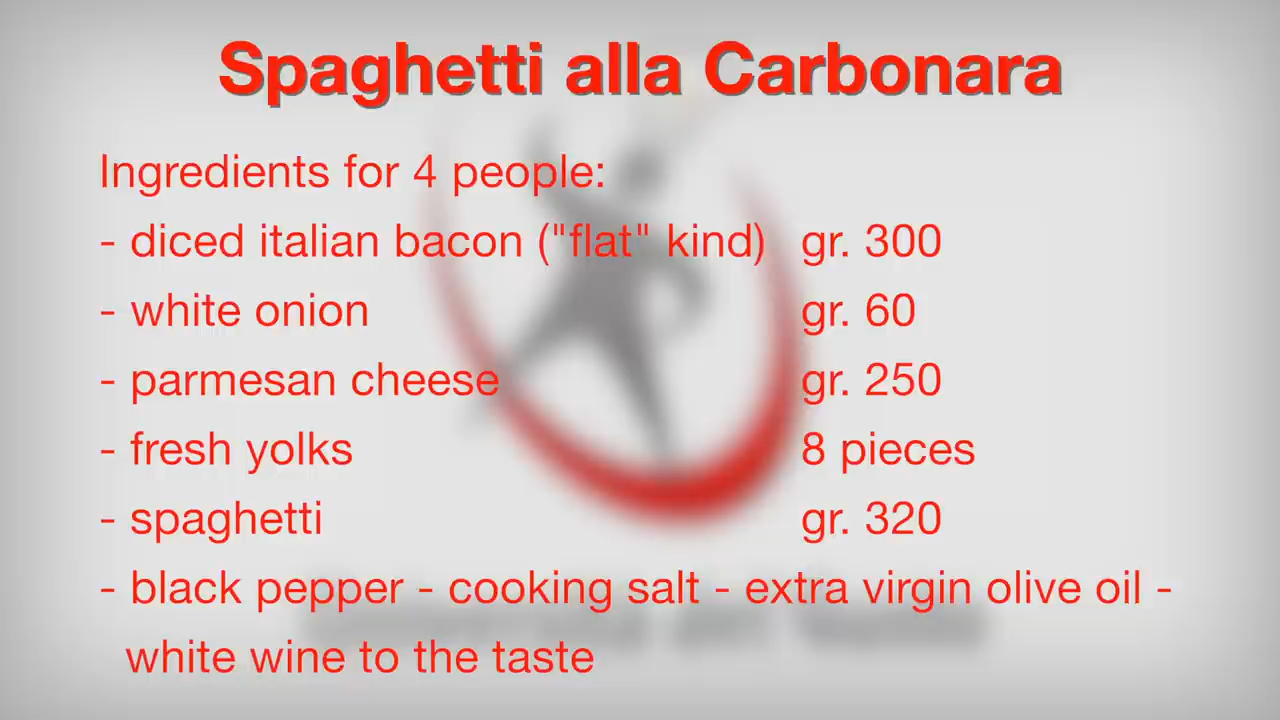 Spaghetti alla Carbonara
Ingredients for 4 people:
- diced italian bacon ("flat" kind) gr. 300
- white onion gr. 60
- parmesan cheese gr. 250
- fresh yolks 8 pieces
- spaghetti gr. 320
- black pepper - cooking salt - extra virgin olive oil -
white wine to the taste